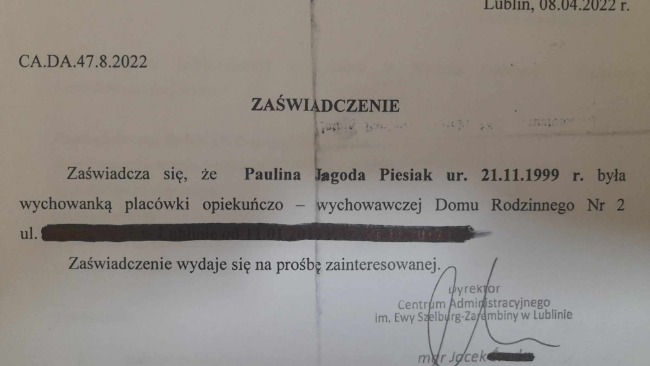 Lublin, 08.04.2022 r.
CA.DA.47.8.2022
ZAŚWIADCZENIE
Zaświadcza się, że Paulina Jagoda Piesiak ur. 21.11.1999 r. była
wychowanką placówki opiekuńczo – wychowawczej Domu Rodzinnego Nr 2
ul.
Zaświadczenie wydaje się na prośbę zainteresowanej.
Dyrektor
Centrum Administracyjnego
im. Ewy Szelburg-Zarembiny w Lublinie
mgr Jacek